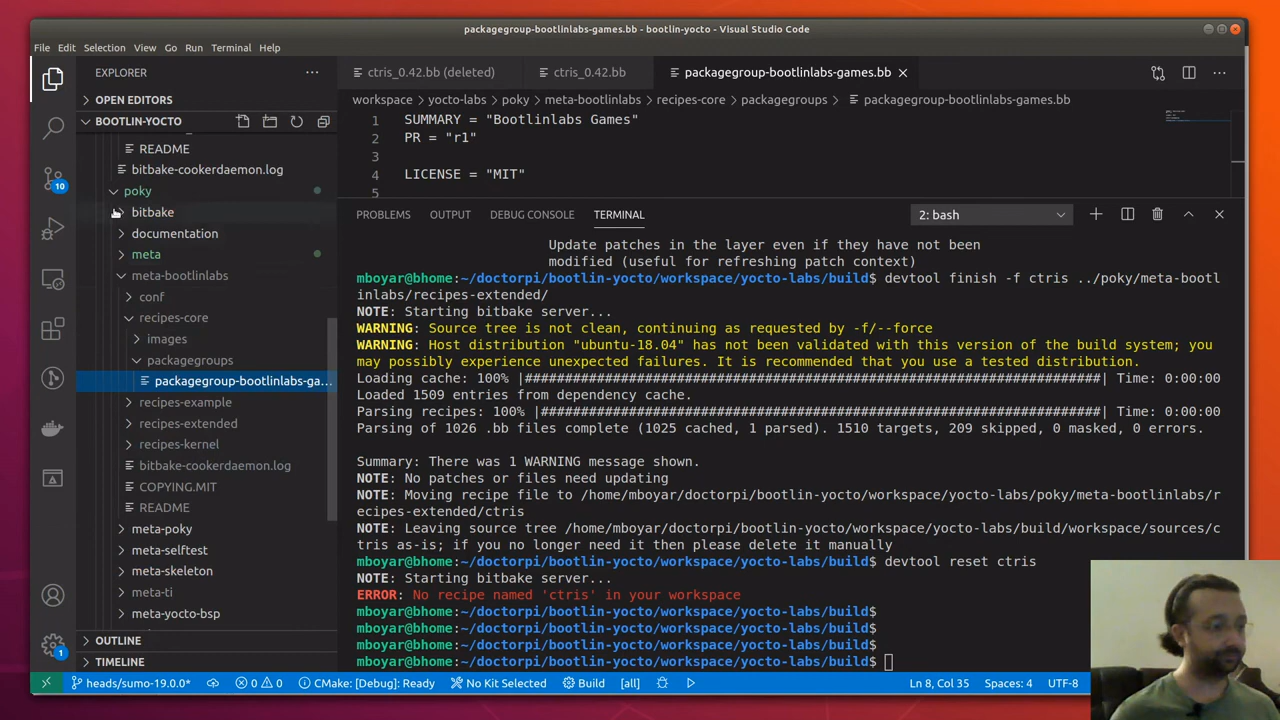 packagegroup-bootlinlabs-games.bb - bootlin-yocto - Visual Studio Code
File Edit Selection View Go Run Terminal Help
EXPLORER
OPEN EDITORS
BOOTLIN-YOCTO
README
bitbake-cookerdaemon.log
poky
bitbake
documentation
meta
meta-bootlinlabs
conf
recipes-core
images
packagegroups
packagegroup-bootlinlabs-ga...
recipes-example
recipes-extended
recipes-kernel
bitbake-cookerdaemon.log
COPYING.MIT
README
meta-poky
meta-selftest
meta-skeleton
meta-ti
meta-yocto-bsp
OUTLINE
TIMELINE
10
1
ctris_0.42.bb (deleted) ctris_0.42.bb packagegroup-bootlinlabs-games.bb
workspace > yocto-labs > poky > meta-bootlinlabs > recipes-core > packagegroups > packagegroup-bootlinlabs-games.bb
1 SUMMARY = "Bootlinlabs Games"
2 PR = "r1"
3
4 LICENSE = "MIT"
5
PROBLEMS OUTPUT DEBUG CONSOLE TERMINAL 2: bash
Update patches in the layer even if they have not been
modified (useful for refreshing patch context)
mboyar@bhome:~/doctorpi/bootlin-yocto/workspace/yocto-labs/build$ devtool finish -f ctris ../poky/meta-bootl
inlabs/recipes-extended/
NOTE: Starting bitbake server...
WARNING: Source tree is not clean, continuing as requested by -f/--force
WARNING: Host distribution "ubuntu-18.04" has not been validated with this version of the build system; you
may possibly experience unexpected failures. It is recommended that you use a tested distribution.
Loading cache: 100% |############################################################################| Time: 0:00:00
Loaded 1509 entries from dependency cache.
Parsing recipes: 100% |##########################################################################| Time: 0:00:00
Parsing of 1026 .bb files complete (1025 cached, 1 parsed). 1510 targets, 209 skipped, 0 masked, 0 errors.
Summary: There was 1 WARNING message shown.
NOTE: No patches or files need updating
NOTE: Moving recipe file to /home/mboyar/doctorpi/bootlin-yocto/workspace/yocto-labs/poky/meta-bootlinlabs/r
ecipes-extended/ctris
NOTE: Leaving source tree /home/mboyar/doctorpi/bootlin-yocto/workspace/yocto-labs/build/workspace/sources/c
tris as-is; if you no longer need it then please delete it manually
mboyar@bhome:~/doctorpi/bootlin-yocto/workspace/yocto-labs/build$ devtool reset ctris
NOTE: Starting bitbake server...
ERROR: No recipe named 'ctris' in your workspace
mboyar@bhome:~/doctorpi/bootlin-yocto/workspace/yocto-labs/build$
mboyar@bhome:~/doctorpi/bootlin-yocto/workspace/yocto-labs/build$
mboyar@bhome:~/doctorpi/bootlin-yocto/workspace/yocto-labs/build$
mboyar@bhome:~/doctorpi/bootlin-yocto/workspace/yocto-labs/build$
heads/sumo-19.0.0* 0 0 CMake: [Debug]: Ready No Kit Selected Build [all] Ln 8, Col 35 Spaces: 4 UTF-8